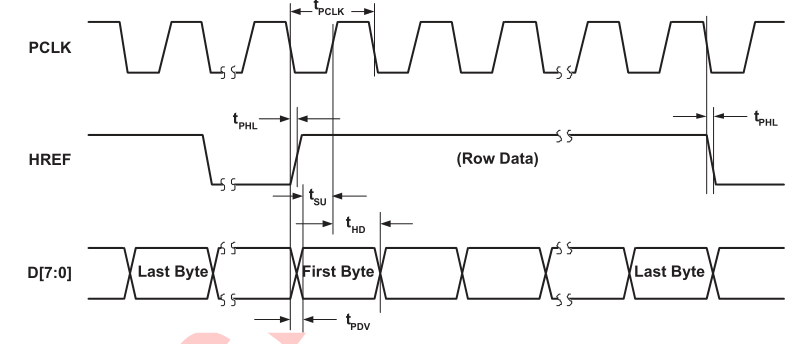 tPCLK
PCLK
tPHL
tPHL
HREF
(Row Data)
tSU
tHD
D[7:0]
Last Byte
First Byte
Last Byte
tPDV